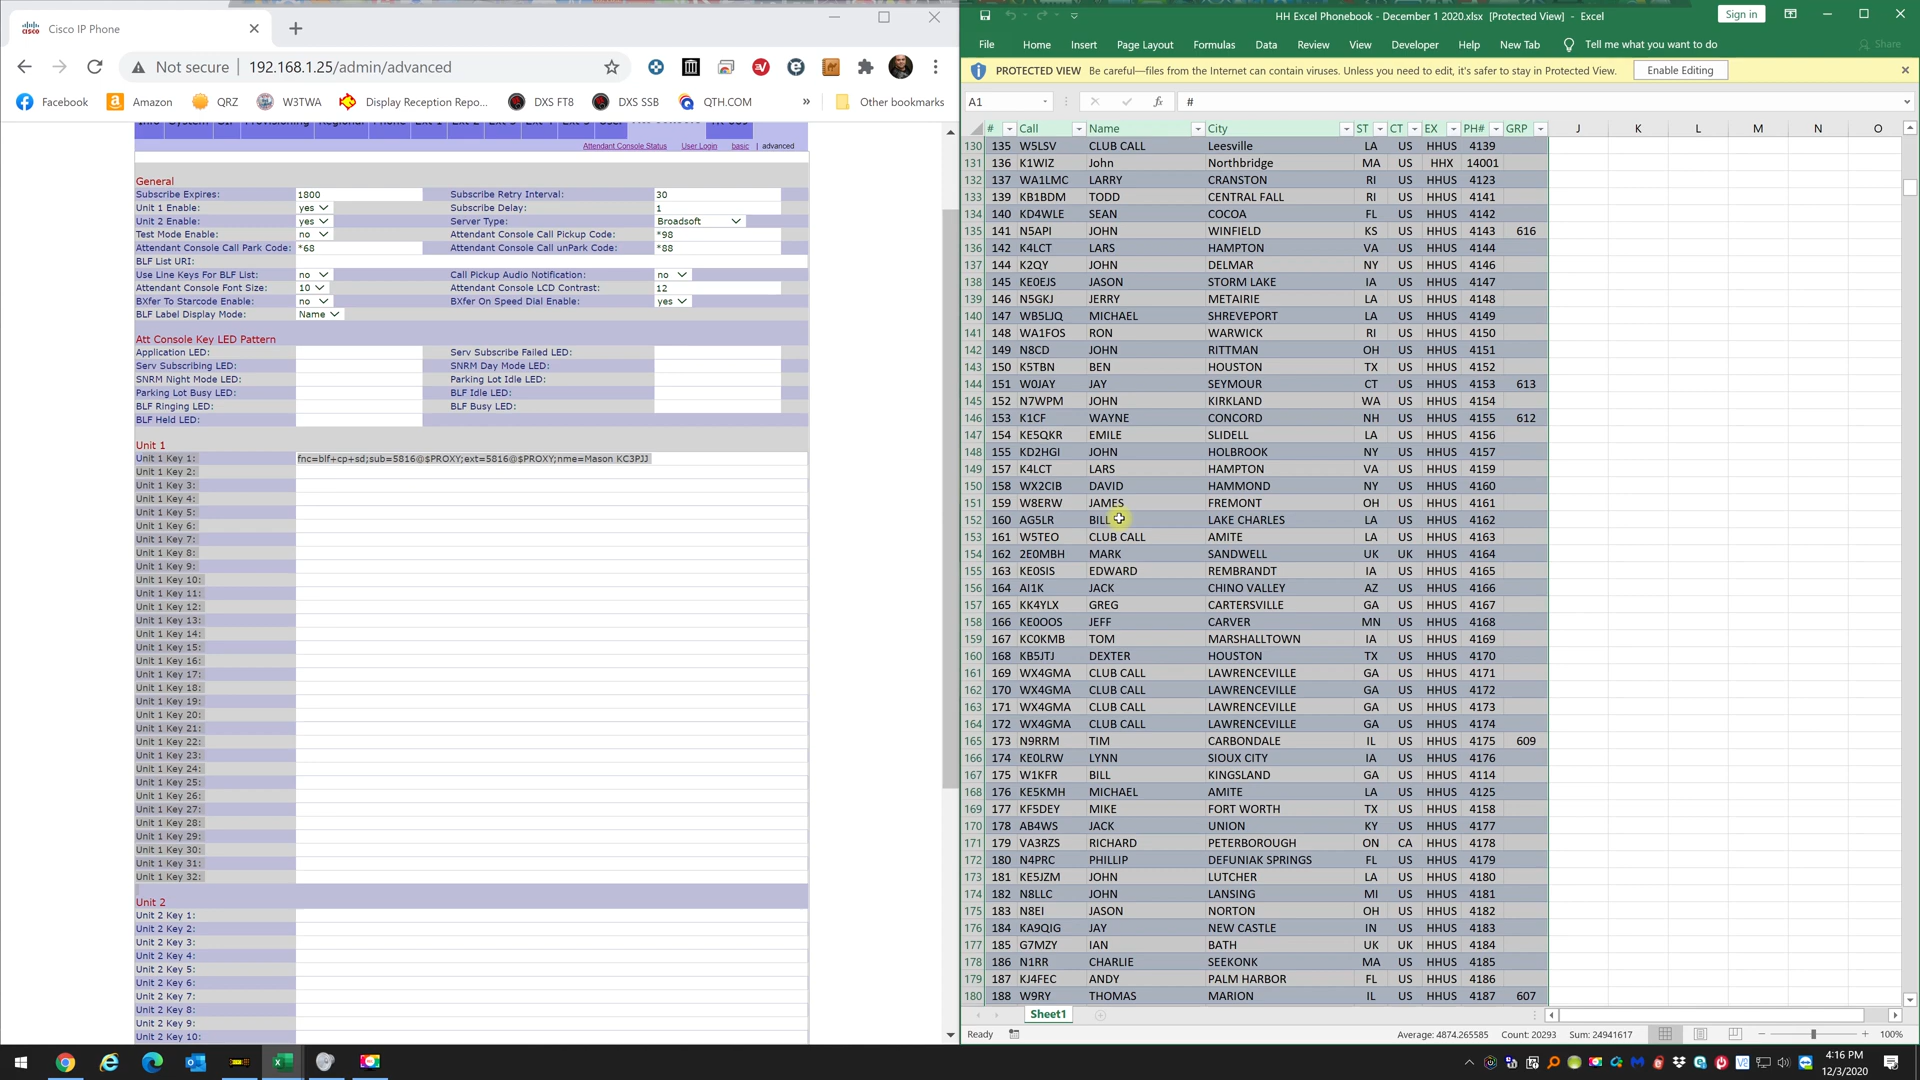 Cisco IP Phone
Not secure | 192.168.1.25/admin/advanced
Facebook Amazon QRZ W3TWA Display Reception Repo... DXS FT8 DXS SSB QTH.COM » Other bookmarks
Attendant Console Status User Login basic | advanced
General
Subscribe Expires: 1800 Subscribe Retry Interval: 30
Unit 1 Enable: yes Subscribe Delay: 1
Unit 2 Enable: yes Server Type: Broadsoft
Test Mode Enable: no Attendant Console Call Pickup Code: *98
Attendant Console Call Park Code: *68 Attendant Console Call unPark Code: *88
BLF List URI:
Use Line Keys For BLF List: no Call Pickup Audio Notification: no
Attendant Console Font Size: 10 Attendant Console LCD Contrast: 12
BXfer To Starcode Enable: no BXfer On Speed Dial Enable: yes
BLF Label Display Mode: Name
Att Console Key LED Pattern
Application LED: Serv Subscribe Failed LED:
Serv Subscribing LED: SNRM Day Mode LED:
SNRM Night Mode LED: Parking Lot Idle LED:
Parking Lot Busy LED: BLF Idle LED:
BLF Ringing LED: BLF Busy LED:
BLF Held LED:
Unit 1
Unit 1 Key 1: fnc=blf+cp+sd;sub=5816@$PROXY;ext=5816@$PROXY;nme=Mason KC3PJJ
Unit 1 Key 2:
Unit 1 Key 3:
Unit 1 Key 4:
Unit 1 Key 5:
Unit 1 Key 6:
Unit 1 Key 7:
Unit 1 Key 8:
Unit 1 Key 9:
Unit 1 Key 10:
Unit 1 Key 11:
Unit 1 Key 12:
Unit 1 Key 13:
Unit 1 Key 14:
Unit 1 Key 15:
Unit 1 Key 16:
Unit 1 Key 17:
Unit 1 Key 18:
Unit 1 Key 19:
Unit 1 Key 20:
Unit 1 Key 21:
Unit 1 Key 22:
Unit 1 Key 23:
Unit 1 Key 24:
Unit 1 Key 25:
Unit 1 Key 26:
Unit 1 Key 27:
Unit 1 Key 28:
Unit 1 Key 29:
Unit 1 Key 30:
Unit 1 Key 31:
Unit 1 Key 32:
Unit 2
Unit 2 Key 1:
Unit 2 Key 2:
Unit 2 Key 3:
Unit 2 Key 4:
Unit 2 Key 5:
Unit 2 Key 6:
Unit 2 Key 7:
Unit 2 Key 8:
Unit 2 Key 9:
Unit 2 Key 10:
HH Excel Phonebook - December 1 2020.xlsx [Protected View] - Excel Sign in
File Home Insert Page Layout Formulas Data Review View Developer Help New Tab Tell me what you want to do Share
PROTECTED VIEW Be careful—files from the Internet can contain viruses. Unless you need to edit, it's safer to stay in Protected View. Enable Editing
A1 fx #
# Call Name City ST CT EX PH# GRP J K L M N O
130 135 W5LSV CLUB CALL Leesville LA US HHUS 4139
131 136 K1WIZ John Northbridge MA US HHX 14001
132 137 WA1LMC LARRY CRANSTON RI US HHUS 4123
133 139 KB1BDM TODD CENTRAL FALL RI US HHUS 4141
134 140 KD4WLE SEAN COCOA FL US HHUS 4142
135 141 N5API JOHN WINFIELD KS US HHUS 4143 616
136 142 K4LCT LARS HAMPTON VA US HHUS 4144
137 144 K2QY JOHN DELMAR NY US HHUS 4146
138 145 KE0EJS JASON STORM LAKE IA US HHUS 4147
139 146 N5GKJ JERRY METAIRIE LA US HHUS 4148
140 147 WB5LJQ MICHAEL SHREVEPORT LA US HHUS 4149
141 148 WA1FOS RON WARWICK RI US HHUS 4150
142 149 N8CD JOHN RITTMAN OH US HHUS 4151
143 150 K5TBN BEN HOUSTON TX US HHUS 4152
144 151 W0JAY JAY SEYMOUR CT US HHUS 4153 613
145 152 N7WPM JOHN KIRKLAND WA US HHUS 4154
146 153 K1CF WAYNE CONCORD NH US HHUS 4155 612
147 154 KE5QKR EMILE SLIDELL LA US HHUS 4156
148 155 KD2HGI JOHN HOLBROOK NY US HHUS 4157
149 157 K4LCT LARS HAMPTON VA US HHUS 4159
150 158 WX2CIB DAVID HAMMOND NY US HHUS 4160
151 159 W8ERW JAMES FREMONT OH US HHUS 4161
152 160 AG5LR BILL LAKE CHARLES LA US HHUS 4162
153 161 W5TEO CLUB CALL AMITE LA US HHUS 4163
154 162 2E0MBH MARK SANDWELL UK UK HHUS 4164
155 163 KE0SIS EDWARD REMBRANDT IA US HHUS 4165
156 164 AI1K JACK CHINO VALLEY AZ US HHUS 4166
157 165 KK4YLX GREG CARTERSVILLE GA US HHUS 4167
158 166 KE0OOS JEFF CARVER MN US HHUS 4168
159 167 KC0KMB TOM MARSHALLTOWN IA US HHUS 4169
160 168 KB5JTJ DEXTER HOUSTON TX US HHUS 4170
161 169 WX4GMA CLUB CALL LAWRENCEVILLE GA US HHUS 4171
162 170 WX4GMA CLUB CALL LAWRENCEVILLE GA US HHUS 4172
163 171 WX4GMA CLUB CALL LAWRENCEVILLE GA US HHUS 4173
164 172 WX4GMA CLUB CALL LAWRENCEVILLE GA US HHUS 4174
165 173 N9RRM TIM CARBONDALE IL US HHUS 4175 609
166 174 KE0LRW LYNN SIOUX CITY IA US HHUS 4176
167 175 W1KFR BILL KINGSLAND GA US HHUS 4114
168 176 KE5KMH MICHAEL AMITE LA US HHUS 4125
169 177 KF5DEY MIKE FORT WORTH TX US HHUS 4158
170 178 AB4WS JACK UNION KY US HHUS 4177
171 179 VA3RZS RICHARD PETERBOROUGH ON CA HHUS 4178
172 180 N4PRC PHILLIP DEFUNIAK SPRINGS FL US HHUS 4179
173 181 KE5JZM JOHN LUTCHER LA US HHUS 4180
174 182 N8LLC JOHN LANSING MI US HHUS 4181
175 183 N8EI JASON NORTON OH US HHUS 4182
176 184 KA9QIG JAY NEW CASTLE IN US HHUS 4183
177 185 G7MZY IAN BATH UK UK HHUS 4184
178 186 N1RR CHARLIE SEEKONK MA US HHUS 4185
179 187 KJ4FEC ANDY PALM HARBOR FL US HHUS 4186
180 188 W9RY THOMAS MARION IL US HHUS 4187 607
Sheet1
Ready Average: 4874.265585 Count: 20293 Sum: 24941617 100%
4:16 PM
12/3/2020